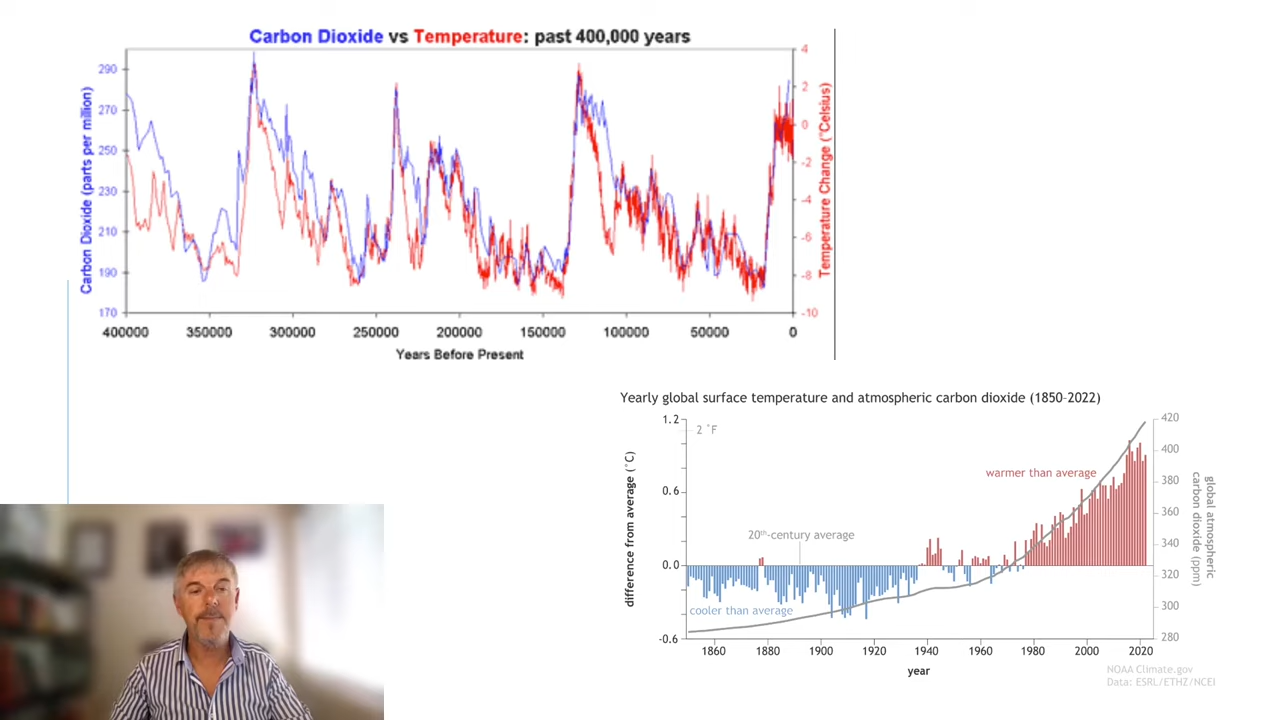 Carbon Dioxide vs Temperature: past 400,000 years
Carbon Dioxide (parts per million)
290
270
250
230
210
190
170
4
2
0
-2
-4
-6
-8
-10
Temperature Change (°Celsius)
400000 350000 300000 250000 200000 150000 100000 50000 0
Years Before Present
Yearly global surface temperature and atmospheric carbon dioxide (1850-2022)
difference from average (°C)
1.2
0.6
0.0
-0.6
2 °F
warmer than average
20th-century average
cooler than average
420
400
380
360
340
320
300
280
global atmospheric
carbon dioxide (ppm)
1860 1880 1900 1920 1940 1960 1980 2000 2020
year
NOAA Climate.gov
Data: ESRL/ETHZ/NCEI